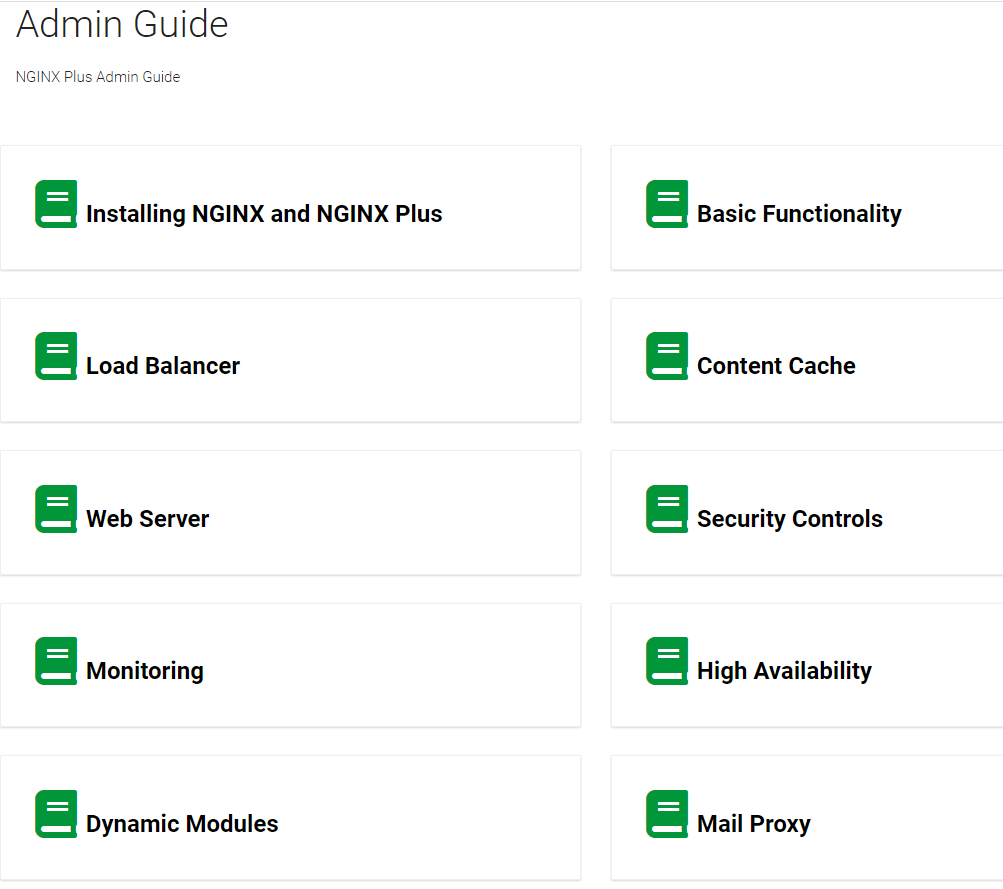 Admin Guide
NGINX Plus Admin Guide
Installing NGINX and NGINX Plus
Basic Functionality
Load Balancer
Content Cache
Web Server
Security Controls
Monitoring
High Availability
Dynamic Modules
Mail Proxy